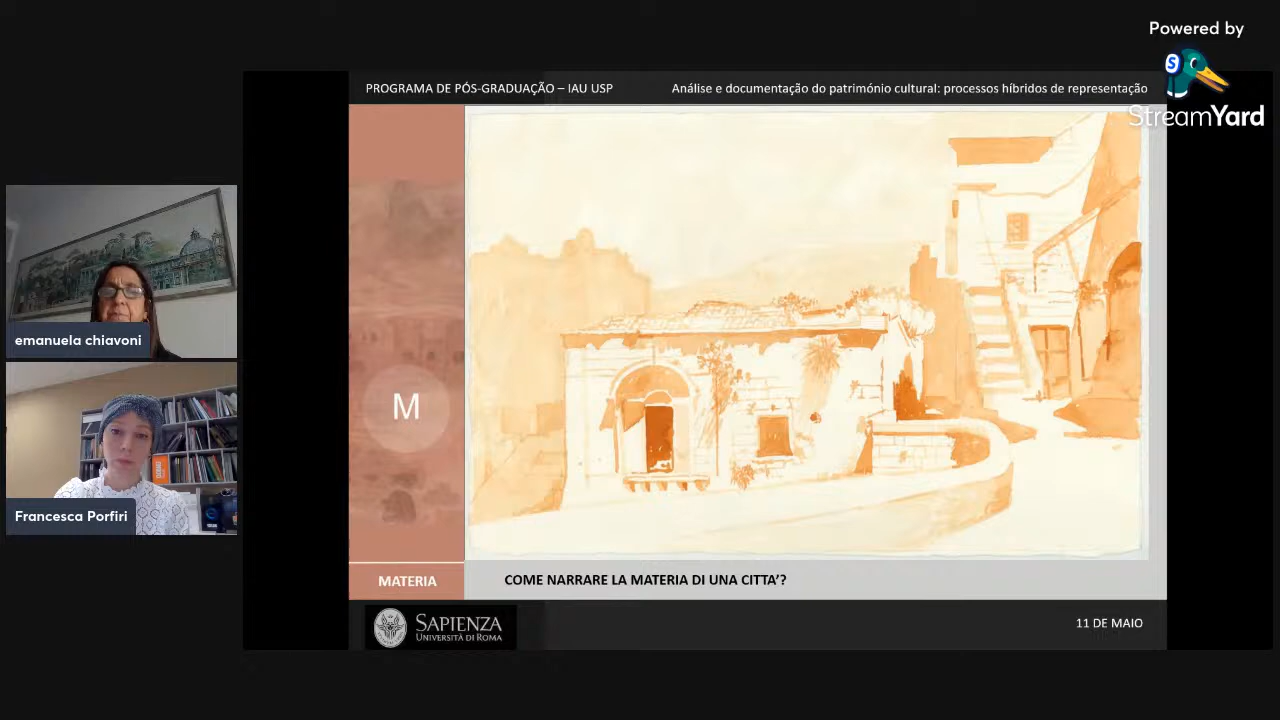 Powered by
S
StreamYard
PROGRAMA DE PÓS-GRADUAÇÃO – IAU USP
Análise e documentação do património cultural: processos híbridos de representação
emanuela chiavoni
Francesca Porfiri
M
MATERIA
COME NARRARE LA MATERIA DI UNA CITTA'?
SAPIENZA
UNIVERSITÀ DI ROMA
11 DE MAIO